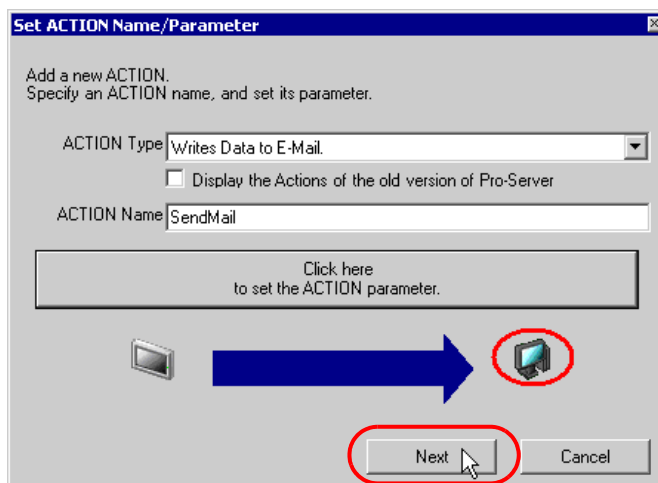 Set ACTION Name/Parameter
Add a new ACTION.
Specify an ACTION name, and set its parameter.
ACTION Type Writes Data to E-Mail.
Display the Actions of the old version of Pro-Server
ACTION Name SendMail
Click here
to set the ACTION parameter.
Next Cancel